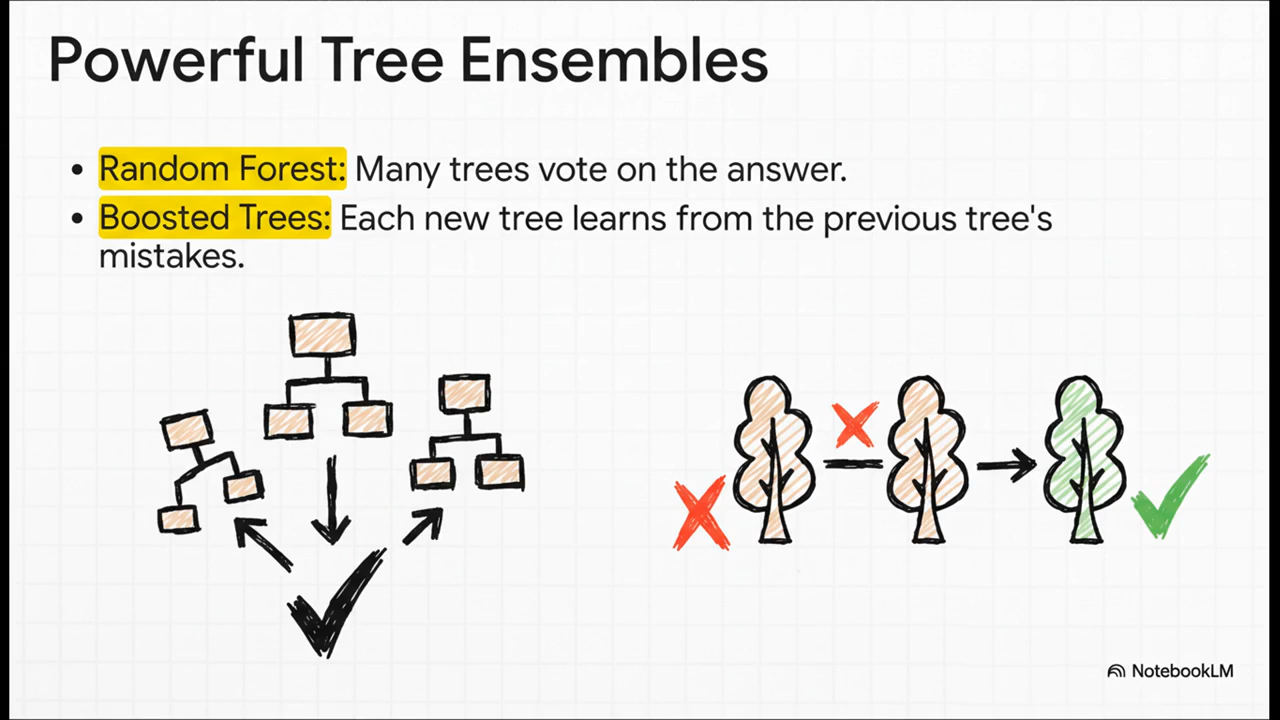 Powerful Tree Ensembles
• Random Forest: Many trees vote on the answer.
• Boosted Trees: Each new tree learns from the previous tree's
mistakes.
NotebookLM